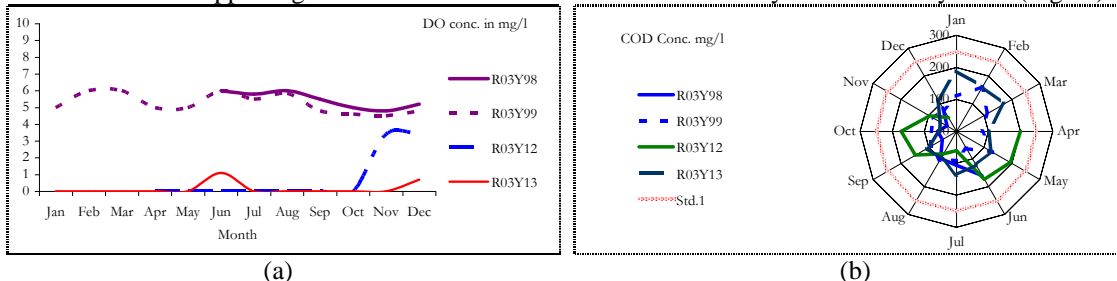 DO conc. in mg/l
10
9
8
7
6
5
4
3
2
1
0
Jan Feb Mar Apr May Jun Jul Aug Sep Oct Nov Dec
Month
R03Y98
R03Y99
R03Y12
R03Y13
(a)
COD Conc. mg/l
R03Y98
R03Y99
R03Y12
R03Y13
Std.1
300
200
100
0
Jan
Feb
Mar
Apr
May
Jun
Jul
Aug
Sep
Oct
Nov
Dec
(b)